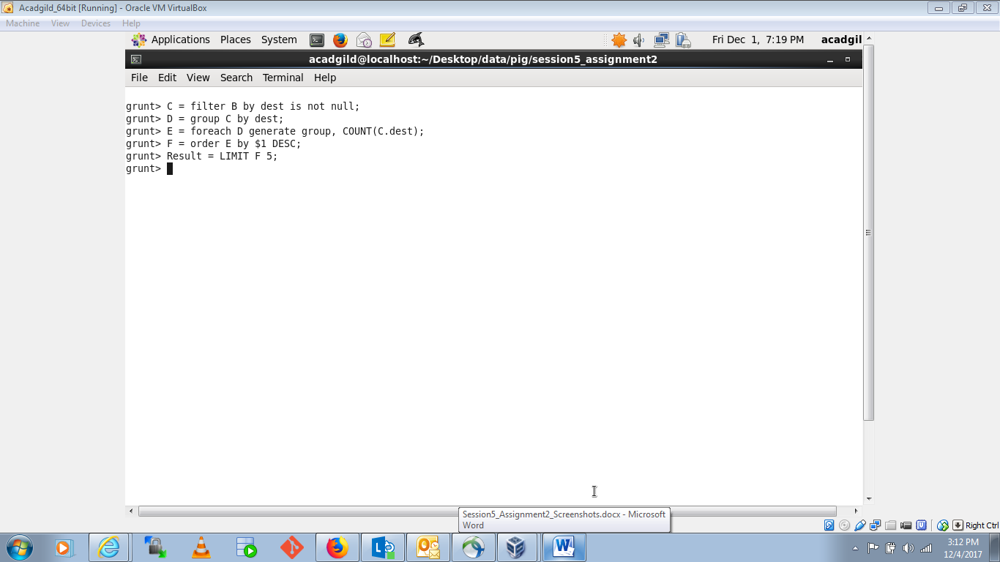 Acadgild_64bit [Running] - Oracle VM VirtualBox
Machine View Devices Help
Applications Places System Fri Dec 1, 7:19 PM acadgil
acadgild@localhost:~/Desktop/data/pig/session5_assignment2
File Edit View Search Terminal Help
grunt> C = filter B by dest is not null;
grunt> D = group C by dest;
grunt> E = foreach D generate group, COUNT(C.dest);
grunt> F = order E by $1 DESC;
grunt> Result = LIMIT F 5;
grunt>
Session5_Assignment2_Screenshots.docx - Microsoft
Word
Right Ctrl
3:12 PM
12/4/2017